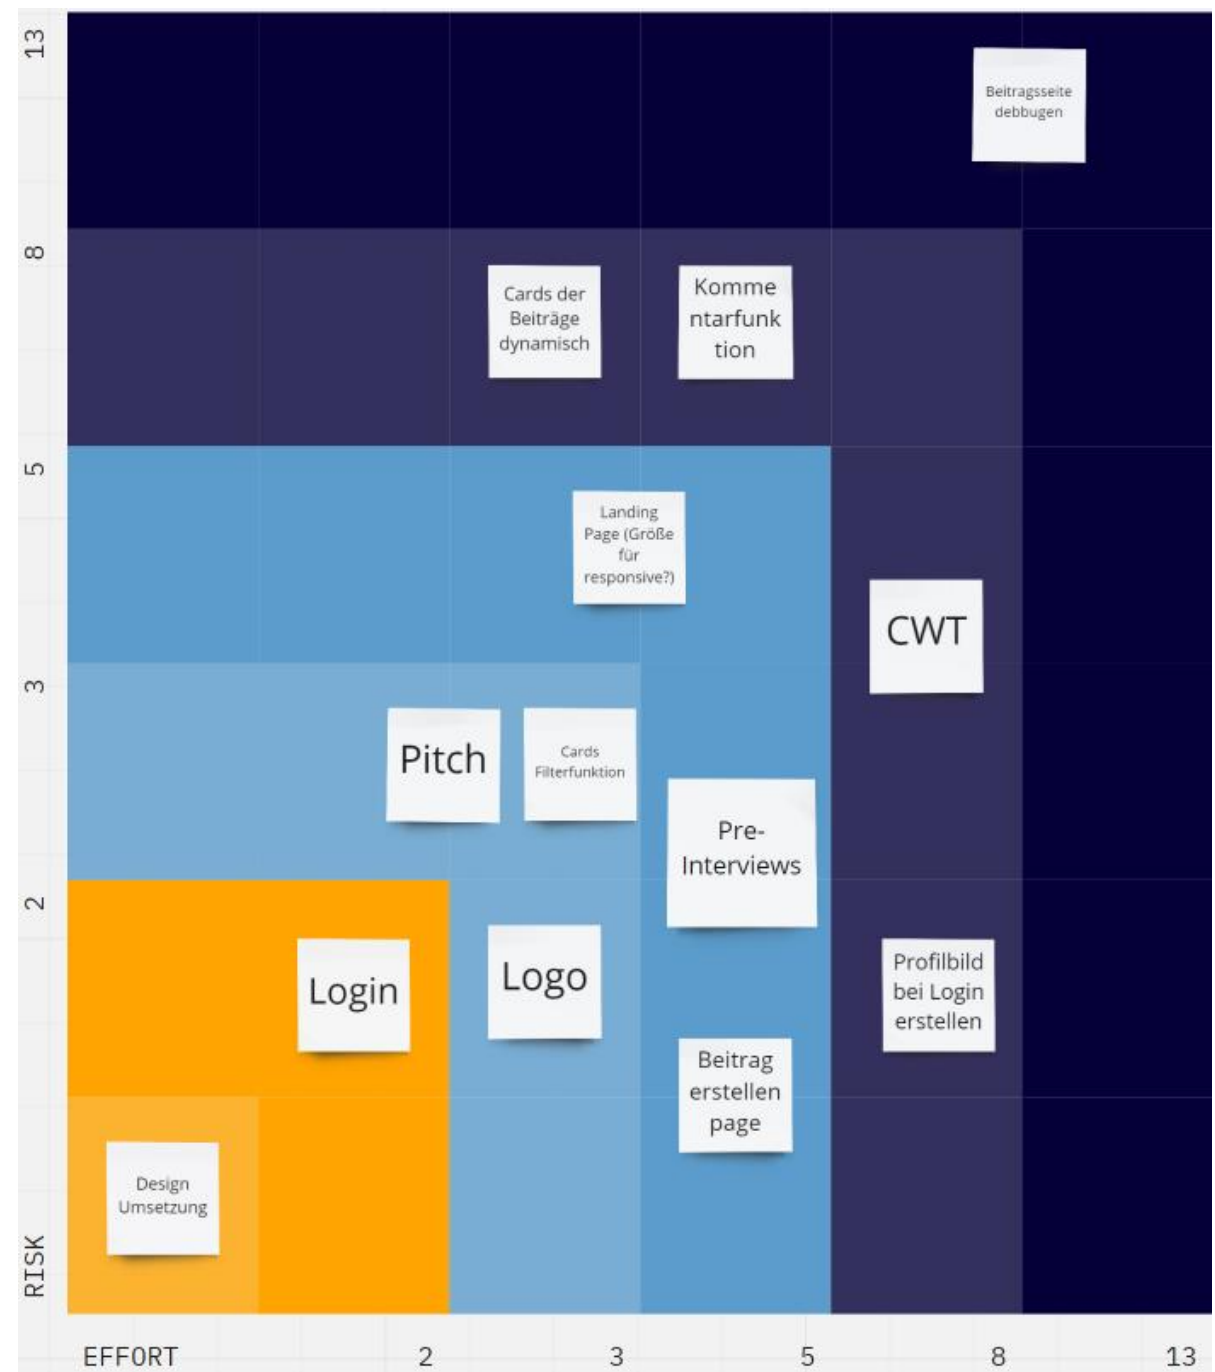 13
Beitragsseite
debbugen
8
Cards der
Beiträge
dynamisch
Komme
ntarfunk
tion
5
Landing
Page (Größe
für
responsive?)
CWT
3
Pitch
Cards
Filterfunktion
Pre-
Interviews
2
Login
Logo
Profilbild
bei Login
erstellen
Beitrag
erstellen
page
Design
Umsetzung
RISK
EFFORT
2
3
5
8
13